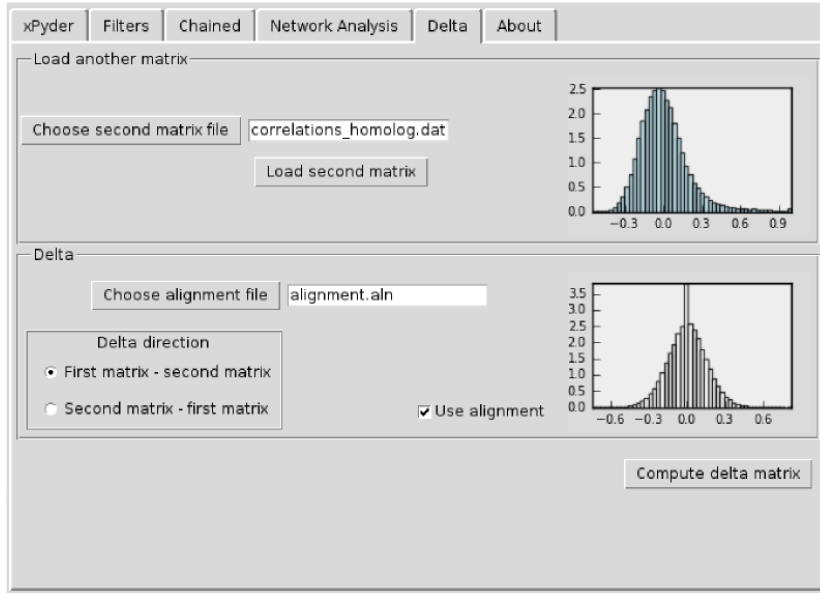 xPyder Filters Chained Network Analysis Delta About
Load another matrix
Choose second matrix file correlations_homolog.dat
Load second matrix
2.5
2.0
1.5
1.0
0.5
0.0
−0.3 0.0 0.3 0.6 0.9
Delta
Choose alignment file alignment.aln
Delta direction
First matrix - second matrix
Second matrix - first matrix
Use alignment
3.5
3.0
2.5
2.0
1.5
1.0
0.5
0.0
−0.6 −0.3 0.0 0.3 0.6
Compute delta matrix